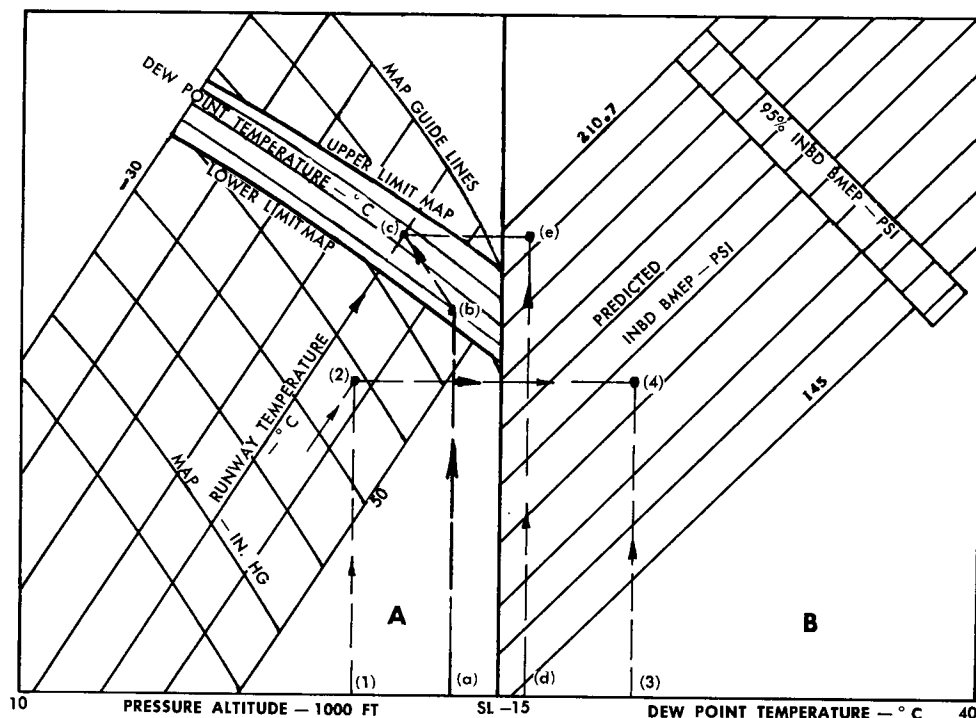 DEW POINT TEMPERATURE — °C
UPPER LIMIT MAP
LOWER LIMIT MAP
MAP GUIDE LINES
-30
RUNWAY TEMPERATURE
— °C
MAP
— IN. HG
50
(c)
(b)
(2)
(1)
(a)
A
210.7
95% INBD BMEP — PSI
PREDICTED
INBD BMEP — PSI
145
(e)
(4)
(d)
(3)
B
10
PRESSURE ALTITUDE — 1000 FT
SL
-15
DEW POINT TEMPERATURE — °C
40